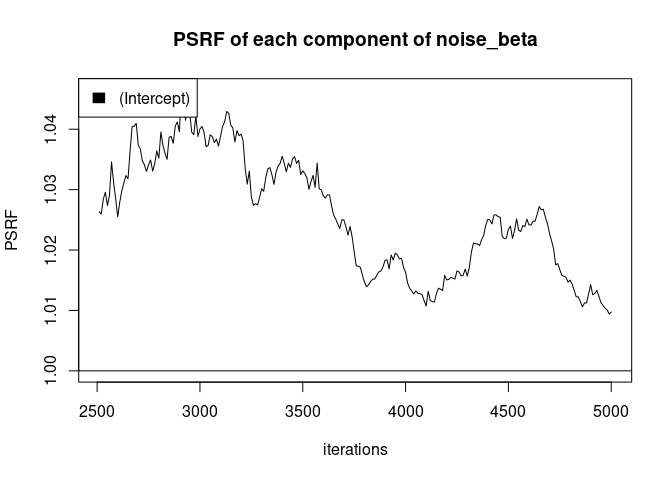 PSRF of each component of noise_beta
(Intercept)
PSRF
1.04
1.03
1.02
1.01
1.00
2500 3000 3500 4000 4500 5000
iterations